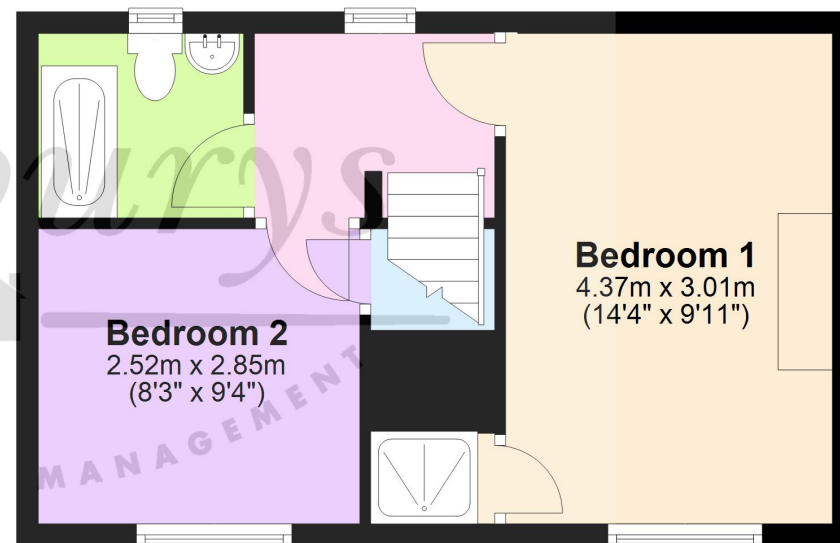 Bedroom 1
4.37m x 3.01m
(14'4" x 9'11")
Bedroom 2
2.52m x 2.85m
(8'3" x 9'4")
MANAGEMENT